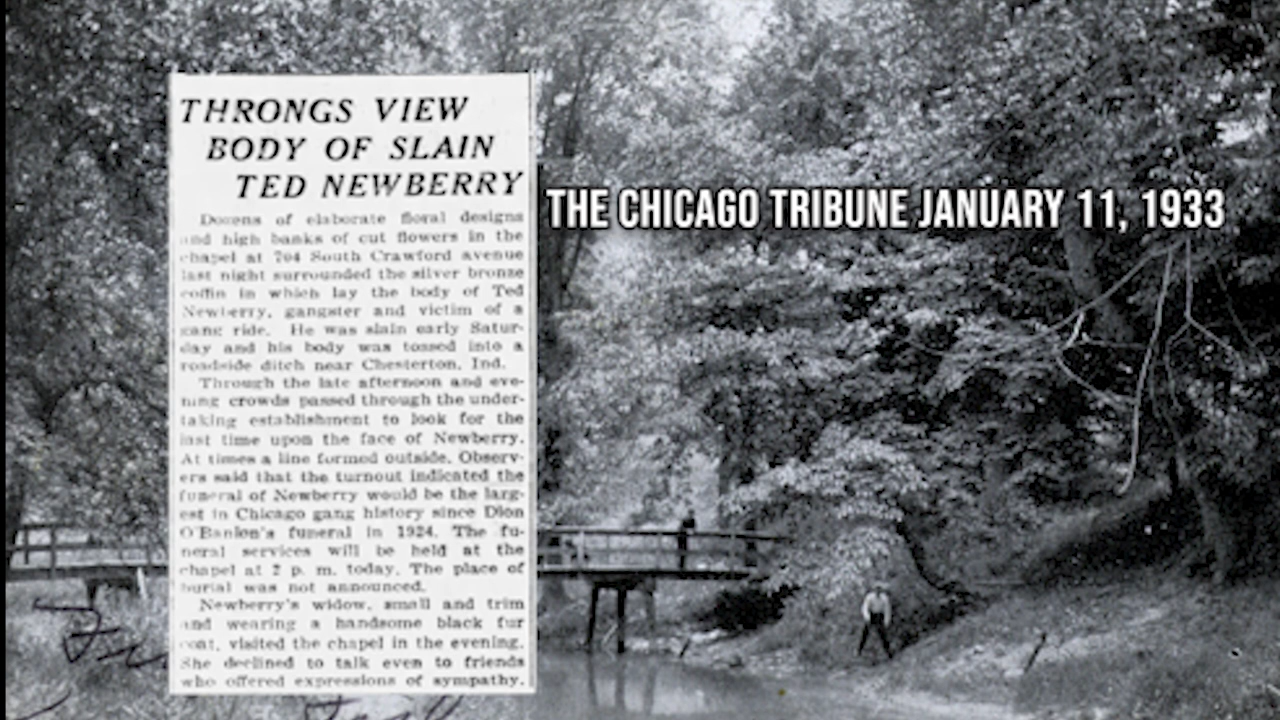 THRONGS VIEW
BODY OF SLAIN
TED NEWBERRY
Dozens of elaborate floral designs
and high banks of cut flowers in the
chapel at 704 South Crawford avenue
last night surrounded the silver bronze
coffin in which lay the body of Ted
Newberry, gangster and victim of a
gang ride. He was slain early Satur-
day and his body was tossed into a
roadside ditch near Chesterton, Ind.
Through the late afternoon and eve-
ning crowds passed through the under-
taking establishment to look for the
last time upon the face of Newberry.
At times a line formed outside. Observ-
ers said that the turnout indicated the
funeral of Newberry would be the larg-
est in Chicago gang history since Dion
O'Banion's funeral in 1924. The fu-
neral services will be held at the
chapel at 2 p. m. today. The place of
burial was not announced.
Newberry's widow, small and trim
and wearing a handsome black fur
coat, visited the chapel in the evening.
She declined to talk even to friends
who offered expressions of sympathy.
THE CHICAGO TRIBUNE JANUARY 11, 1933